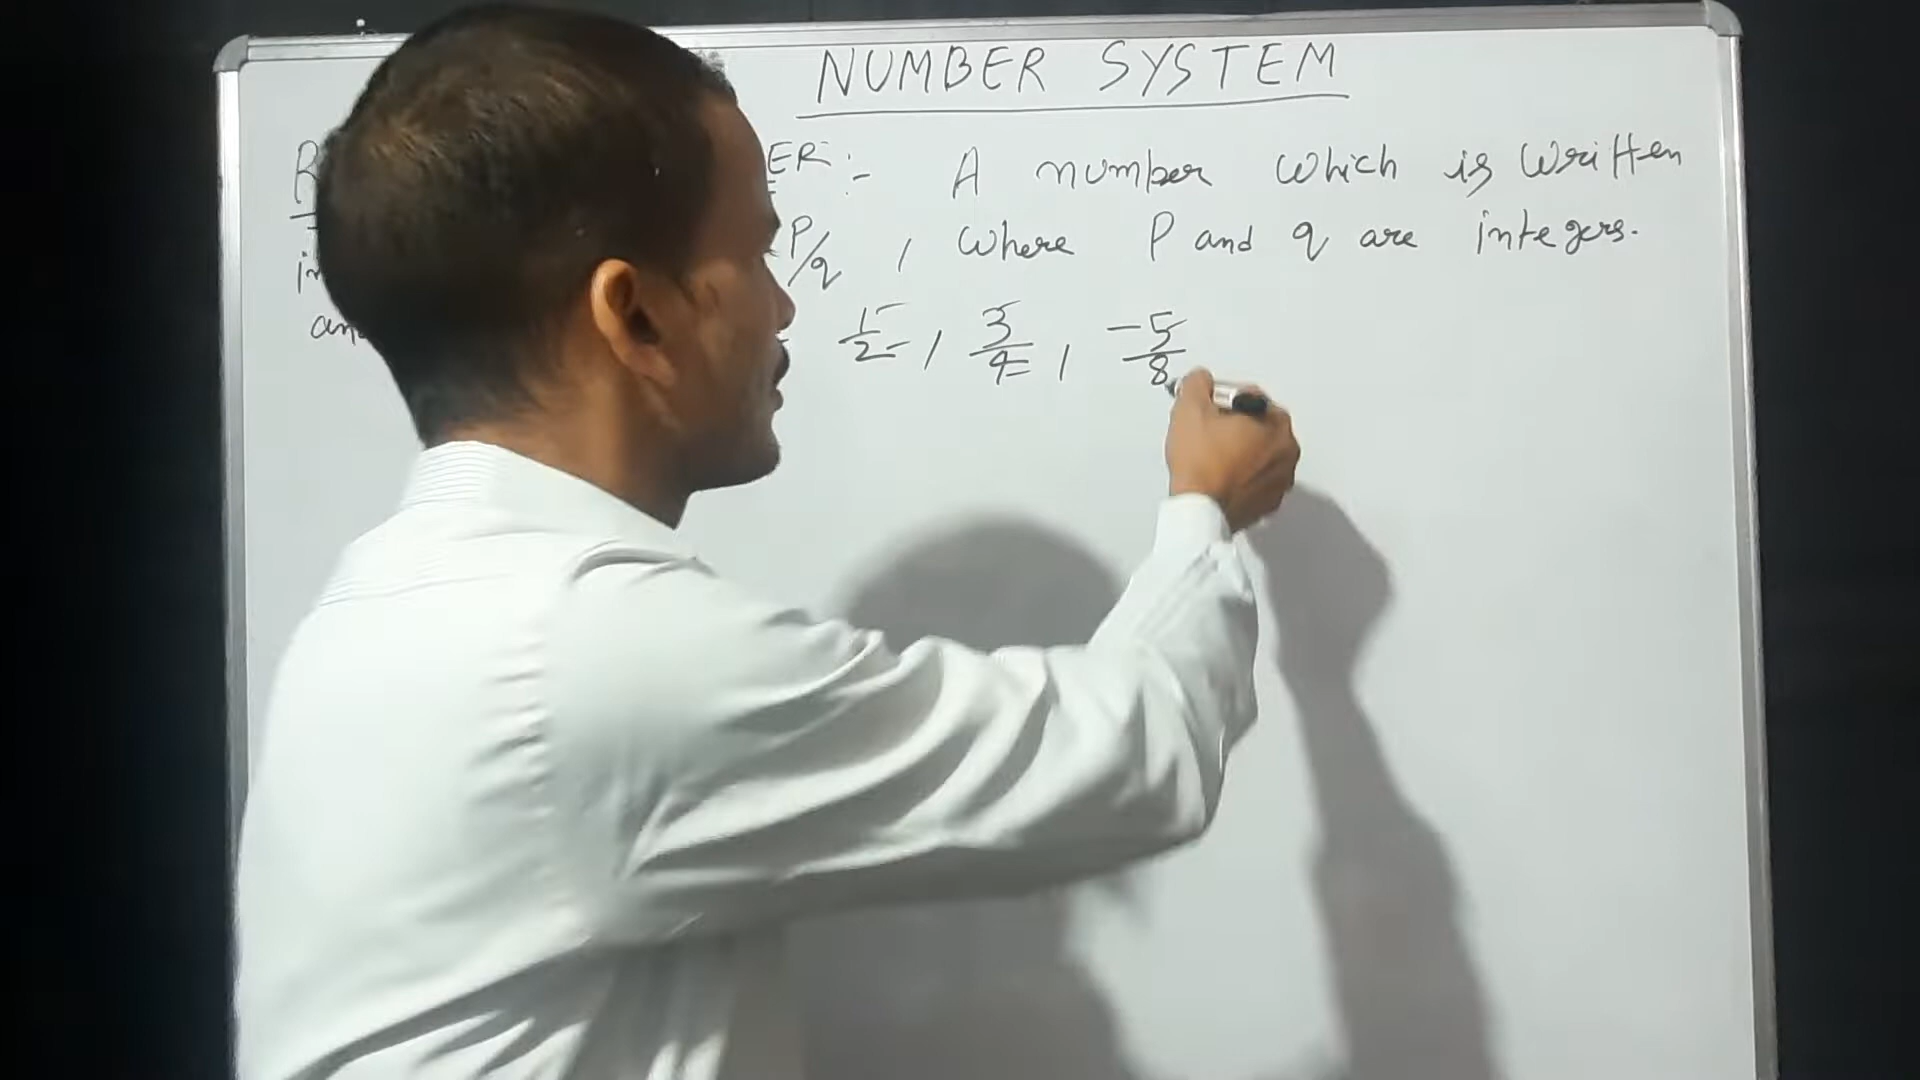 NUMBER SYSTEM
ER:- A number which is written
P/q, where P and q are integers.
1/2, 3/4, -5/8